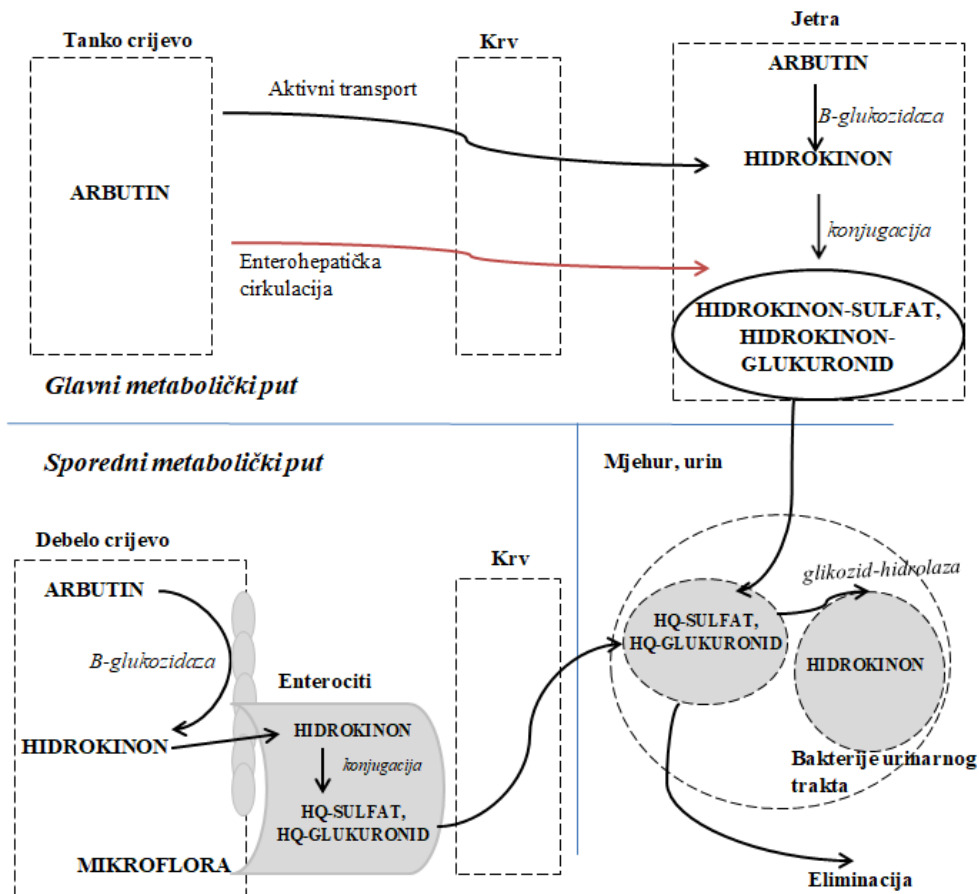 Tanko crijevo
Krv
Jetra
ARBUTIN
Aktivni transport
B-glukozidaza
HIDROKINON
ARBUTIN
konjugacija
Enterohepatička
cirkulacija
HIDROKINON-SULFAT,
HIDROKINON-
GLUKURONID
Glavni metabolički put
Sporedni metabolički put
Mjehur, urin
Debelo crijevo
Krv
ARBUTIN
glikozid-hidrolaza
HQ-SULFAT,
HQ-GLUKURONID
HIDROKINON
B-glukozidaza
Enterociti
HIDROKINON
HIDROKINON
konjugacija
HQ-SULFAT,
HQ-GLUKURONID
Bakterije urinarnog
trakta
MIKROFLORA
Eliminacija